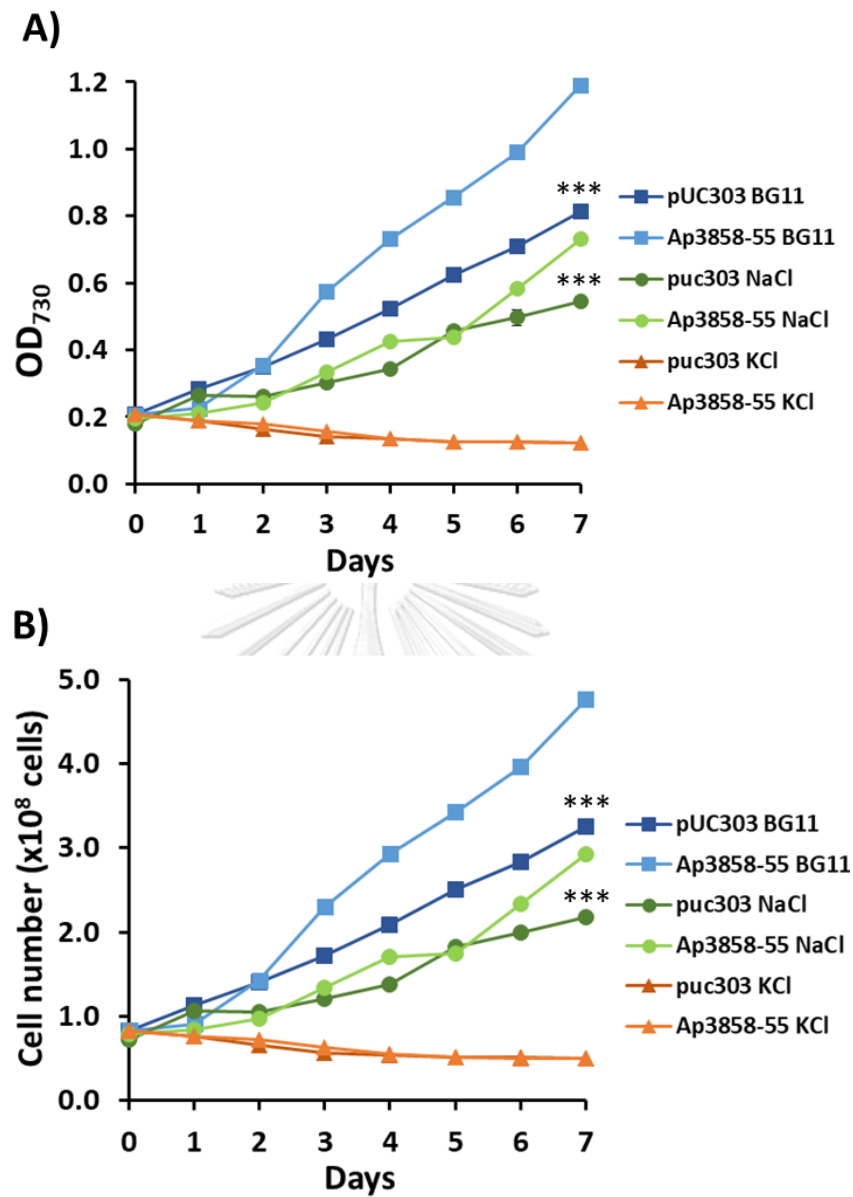 A)
1.2
1.0
0.8
0.6
0.4
0.2
0.0
OD730
0 1 2 3 4 5 6 7
Days
***
***
pUC303 BG11
Ap3858-55 BG11
puc303 NaCl
Ap3858-55 NaCl
puc303 KCl
Ap3858-55 KCl
B)
5.0
4.0
3.0
2.0
1.0
0.0
Cell number (x10⁸ cells)
0 1 2 3 4 5 6 7
Days
***
***
pUC303 BG11
Ap3858-55 BG11
puc303 NaCl
Ap3858-55 NaCl
puc303 KCl
Ap3858-55 KCl